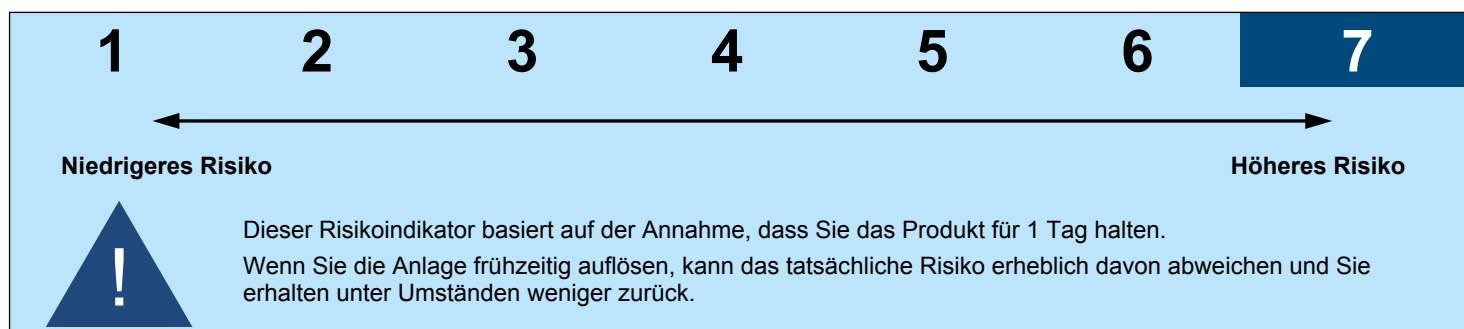 1 2 3 4 5 6 7
Niedrigeres Risiko Höheres Risiko
!
Dieser Risikoindikator basiert auf der Annahme, dass Sie das Produkt für 1 Tag halten.
Wenn Sie die Anlage frühzeitig auflösen, kann das tatsächliche Risiko erheblich davon abweichen und Sie
erhalten unter Umständen weniger zurück.